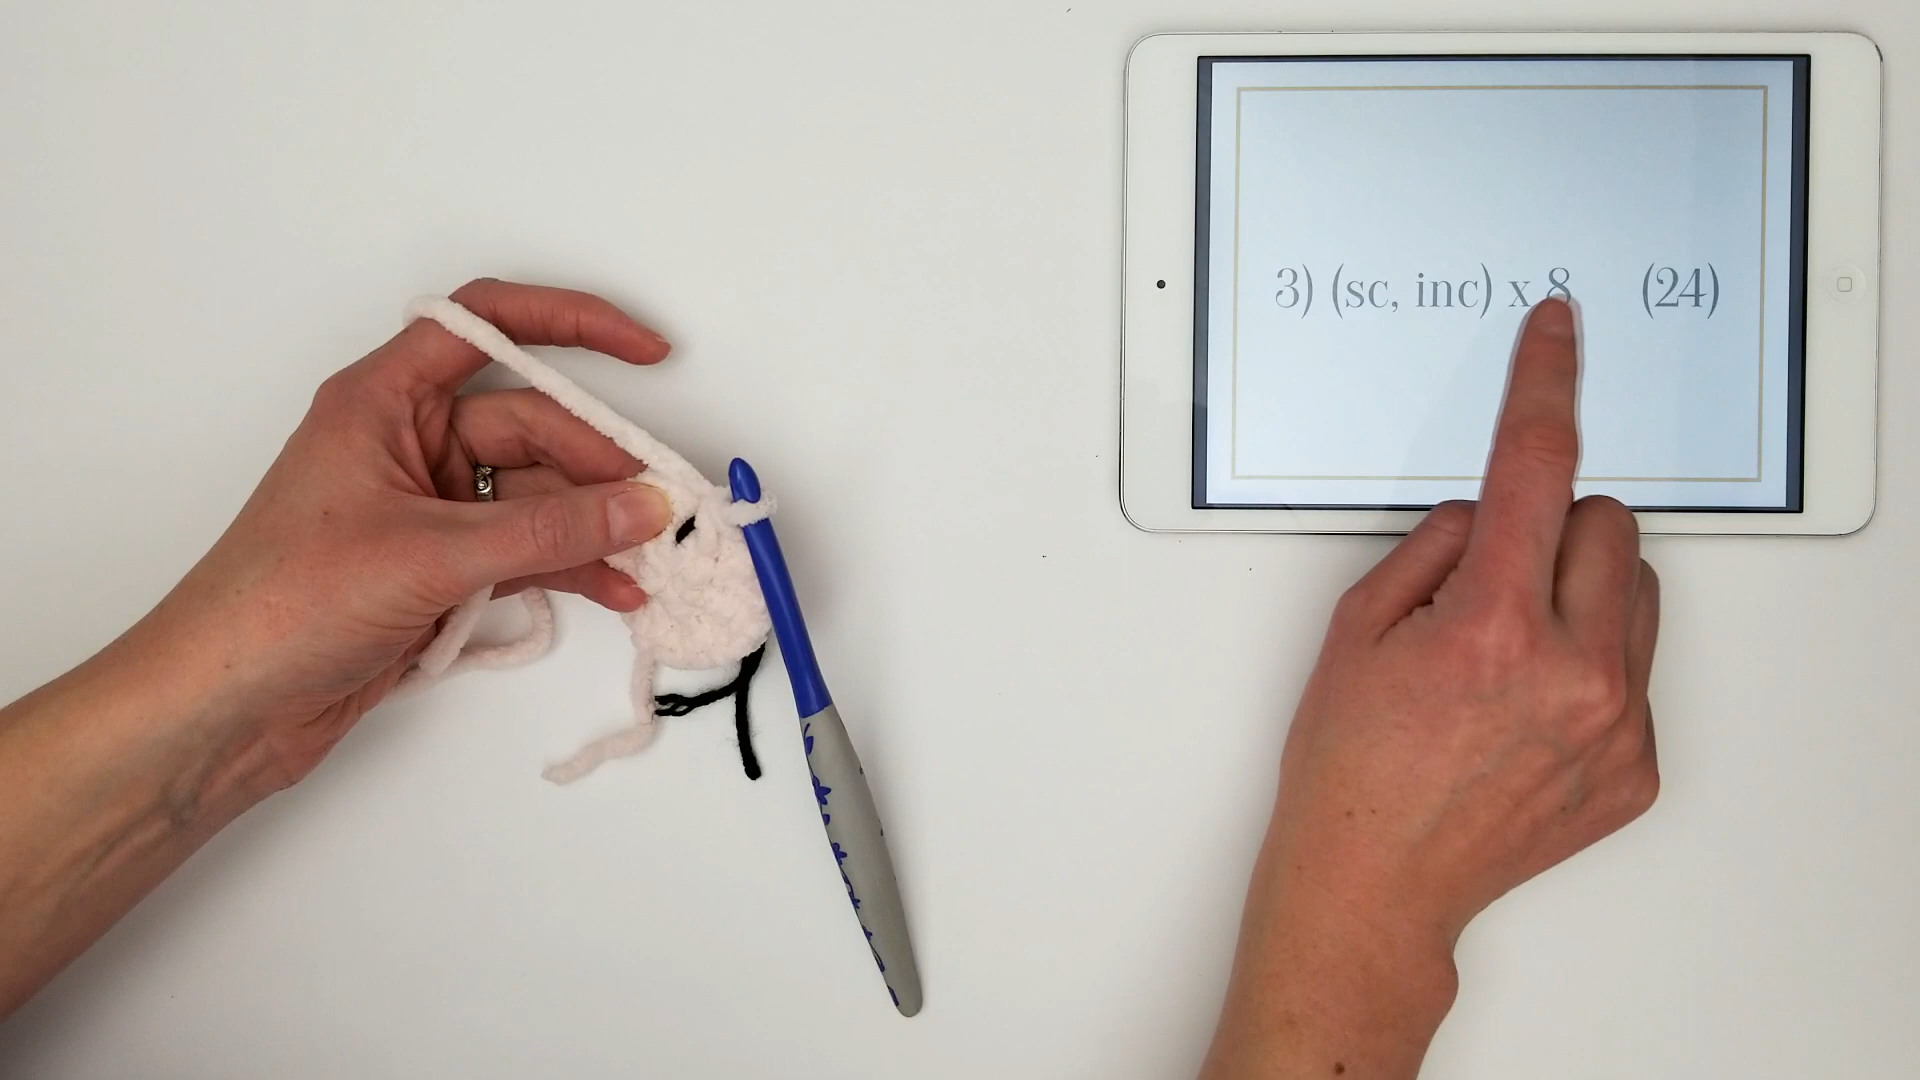 3) (sc, inc) x 8 (24)